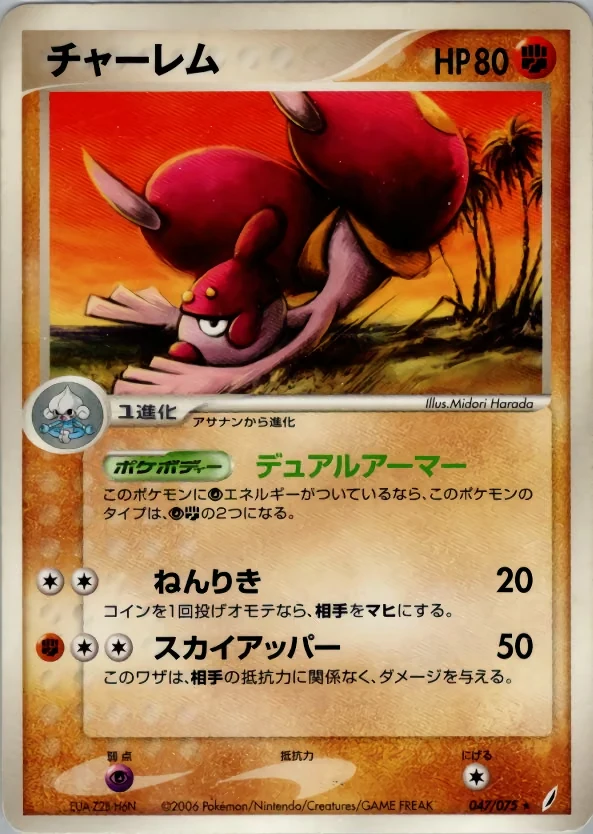 チャーレム HP80
Illus.Midori Harada
1進化 アサナンから進化
ポケボディー デュアルアーマー
このポケモンにエネルギーがついているなら、このポケモンの
タイプは、の2つになる。
ねんりき 20
コインを1回投げオモテなら、相手をマヒにする。
スカイアッパー 50
このワザは、相手の抵抗力に関係なく、ダメージを与える。
弱点 抵抗力 にげる
©2006 Pokémon/Nintendo/Creatures/GAME FREAK 047/075 ★